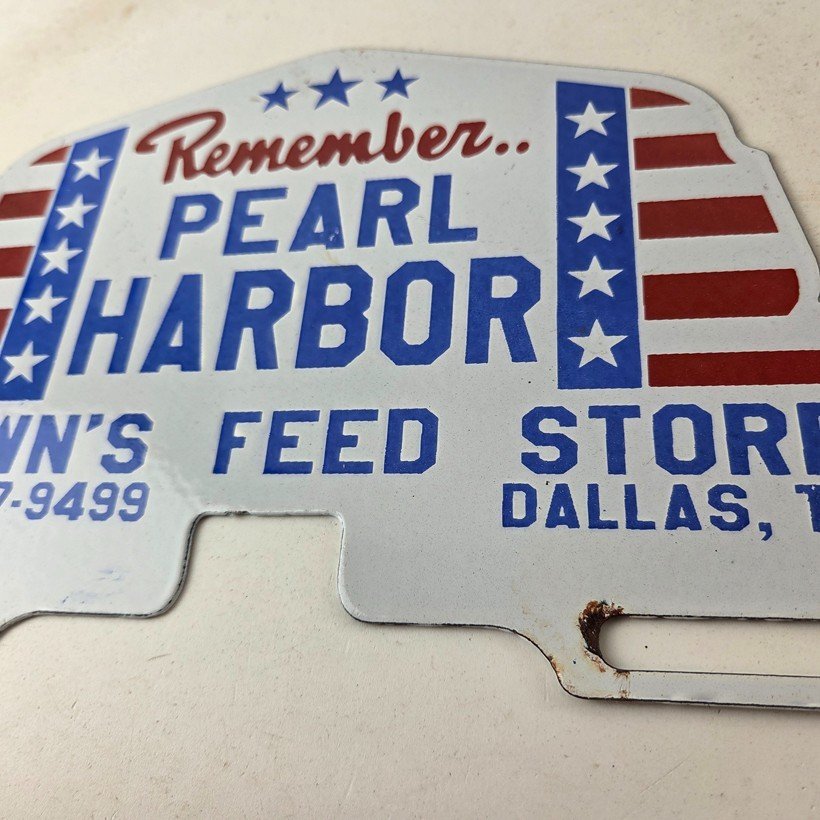 Remember..
PEARL
HARBOR
WN'S FEED STORE
7-9499 DALLAS, T